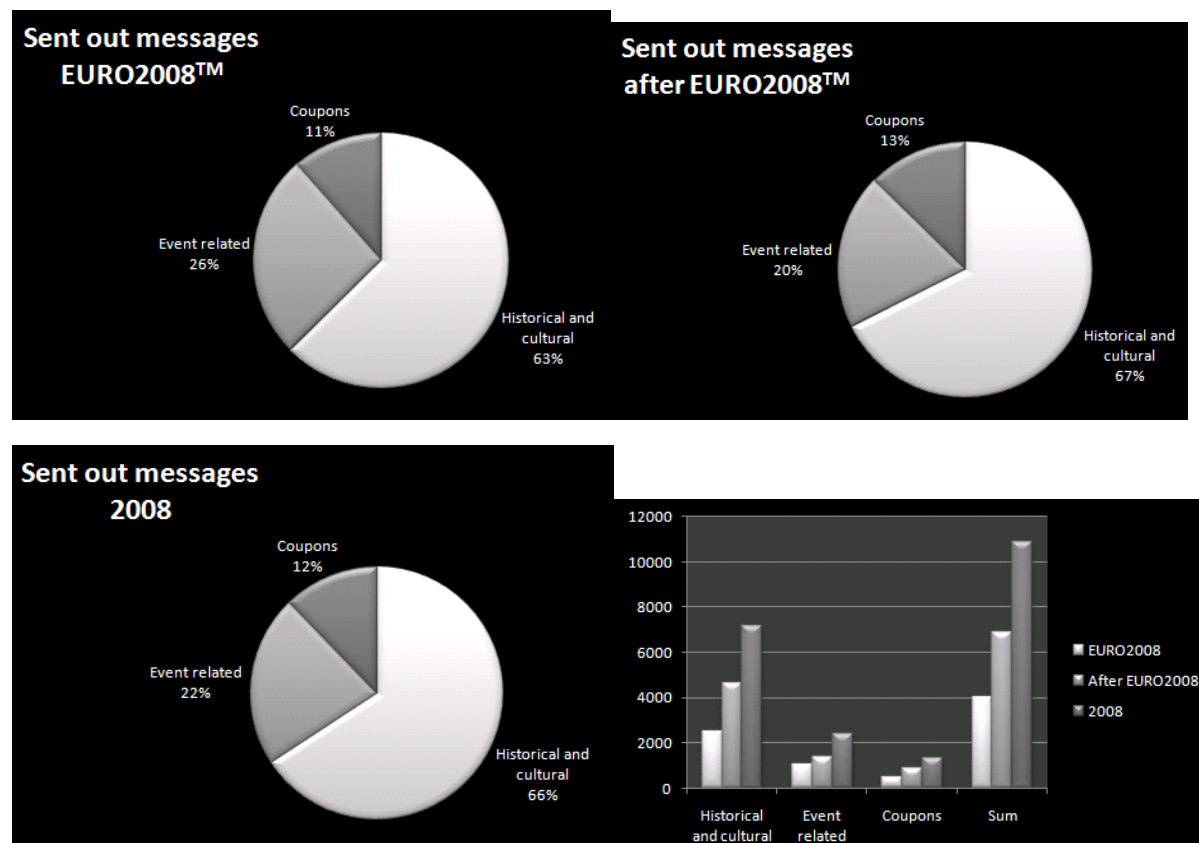 Sent out messages
EURO2008™
Coupons
11%
Event related
26%
Historical and
cultural
63%
Sent out messages
after EURO2008™
Coupons
13%
Event related
20%
Historical and
cultural
67%
Sent out messages
2008
Coupons
12%
Event related
22%
Historical and
cultural
66%
12000
10000
8000
6000
4000
2000
0
Historical
and cultural
Event
related
Coupons
Sum
EURO2008
After EURO2008
2008